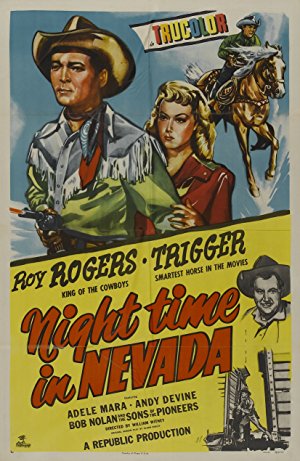 in TRUCOLOR
ROY ROGERS · TRIGGER
KING OF THE COWBOYS
SMARTEST HORSE IN THE MOVIES
Night time
in NEVADA
ADELE MARA · ANDY DEVINE
BOB NOLAN AND THE SONS OF THE PIONEERS
DIRECTED BY WILLIAM WITNEY
A REPUBLIC PRODUCTION